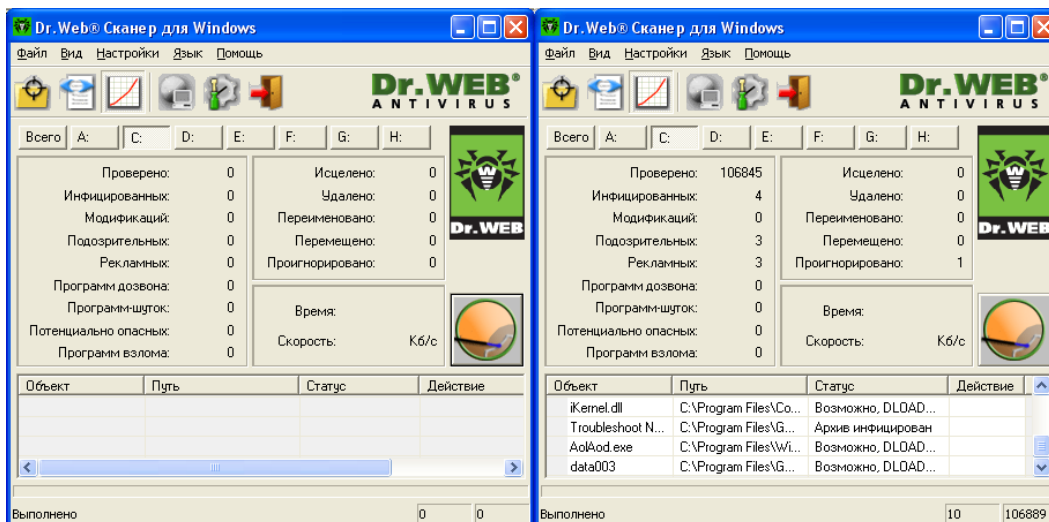 Dr.Web® Сканер для Windows
Файл Вид Настройки Язык Помощь
Dr.WEB®
ANTIVIRUS
Всего A: C: D: E: F: G: H:
Проверено: 0
Инфицированных: 0
Модификаций: 0
Подозрительных: 0
Рекламных: 0
Программ дозвона: 0
Программ-шуток: 0
Потенциально опасных: 0
Программ взлома: 0
Исцелено: 0
Удалено: 0
Переименовано: 0
Перемещено: 0
Проигнорировано: 0
Время:
Скорость: Кб/с
Dr.WEB
Объект Путь Статус Действие
Выполнено 0 0
Dr.Web® Сканер для Windows
Файл Вид Настройки Язык Помощь
Dr.WEB®
ANTIVIRUS
Всего A: C: D: E: F: G: H:
Проверено: 106845
Инфицированных: 4
Модификаций: 0
Подозрительных: 3
Рекламных: 3
Программ дозвона: 0
Программ-шуток: 0
Потенциально опасных: 0
Программ взлома: 0
Исцелено: 0
Удалено: 0
Переименовано: 0
Перемещено: 0
Проигнорировано: 1
Время:
Скорость: Кб/с
Dr.WEB
Объект Путь Статус Действие
iKernel.dll C:\Program Files\Co... Возможно, DLOAD...
Troubleshoot N... C:\Program Files\G... Архив инфицирован
AolAod.exe C:\Program Files\Wi... Возможно, DLOAD...
data003 C:\Program Files\G... Возможно, DLOAD...
Выполнено 10 106889